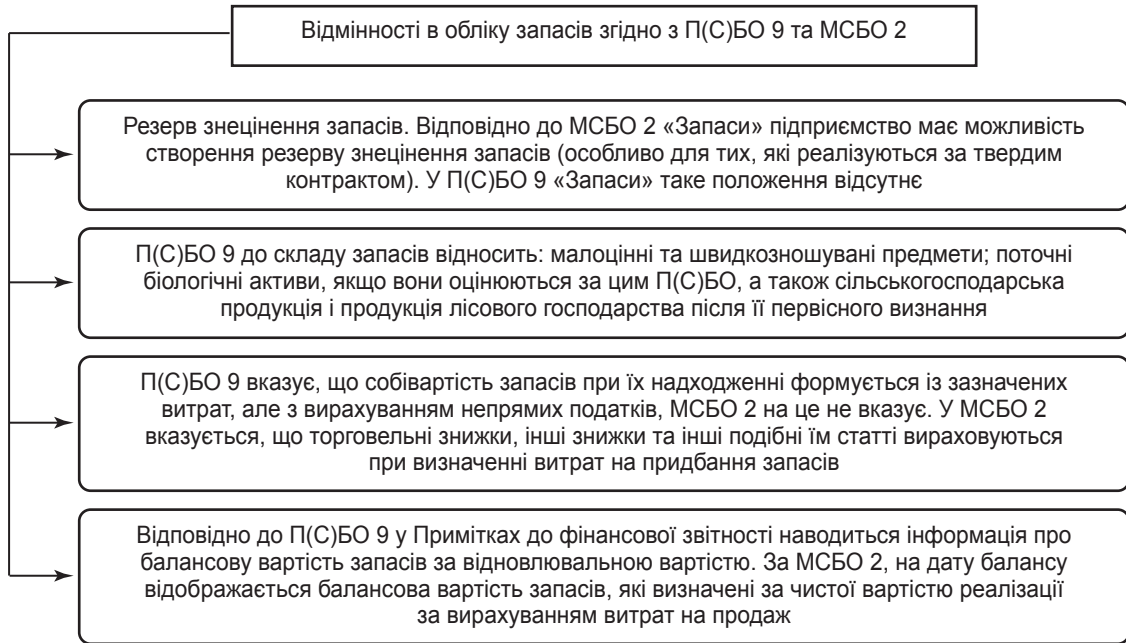 Відмінності в обліку запасів згідно з П(С)БО 9 та МСБО 2
Резерв знецінення запасів. Відповідно до МСБО 2 «Запаси» підприємство має можливість
створення резерву знецінення запасів (особливо для тих, які реалізуються за твердим
контрактом). У П(С)БО 9 «Запаси» таке положення відсутнє
П(С)БО 9 до складу запасів відносить: малоцінні та швидкозношувані предмети; поточні
біологічні активи, якщо вони оцінюються за цим П(С)БО, а також сільськогосподарська
продукція і продукція лісового господарства після її первісного визнання
П(С)БО 9 вказує, що собівартість запасів при їх надходженні формується із зазначених
витрат, але з вирахуванням непрямих податків, МСБО 2 на це не вказує. У МСБО 2
вказується, що торговельні знижки, інші знижки та інші подібні їм статті вираховуються
при визначенні витрат на придбання запасів
Відповідно до П(С)БО 9 у Примітках до фінансової звітності наводиться інформація про
балансову вартість запасів за відновлювальною вартістю. За МСБО 2, на дату балансу
відображається балансова вартість запасів, які визначені за чистої вартістю реалізації
за вирахуванням витрат на продаж